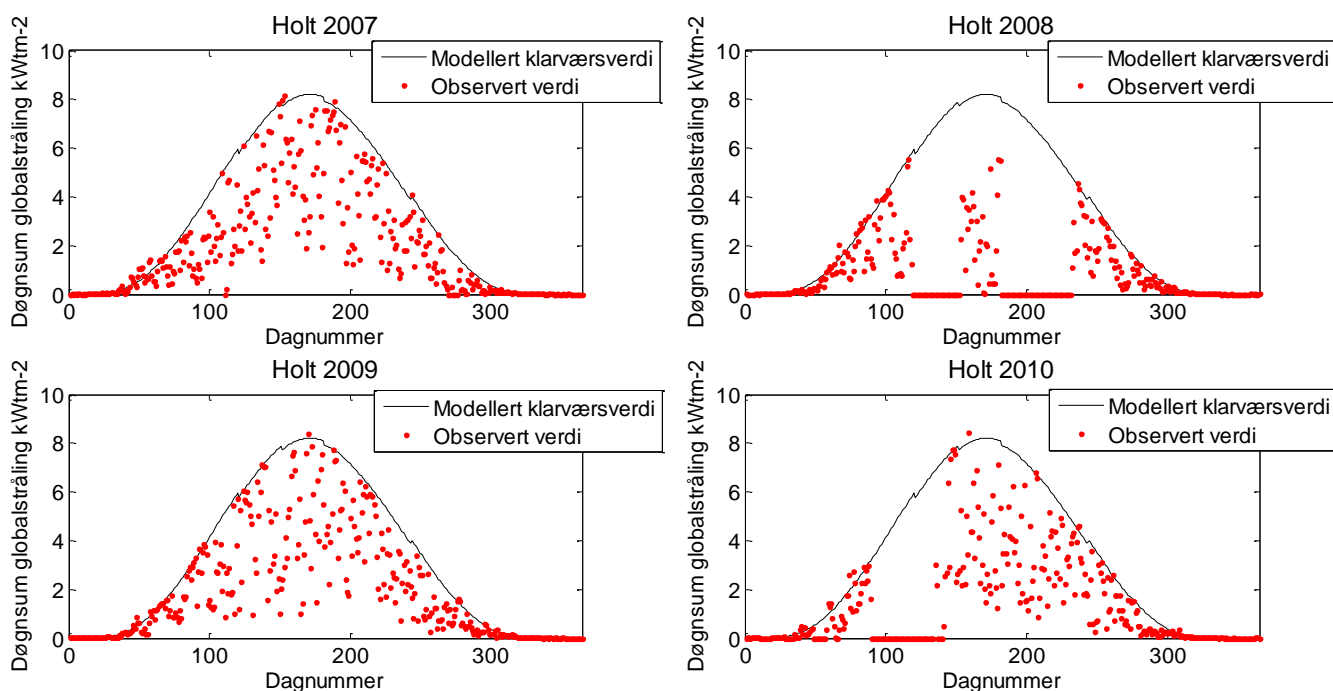 Holt 2007
Døgnsum globalstråling kWtm-2
10
8
6
4
2
0
0
100
200
300
Dagnummer
Modellert klarværsverdi
Observert verdi
Holt 2008
Døgnsum globalstråling kWtm-2
10
8
6
4
2
0
0
100
200
300
Dagnummer
Modellert klarværsverdi
Observert verdi
Holt 2009
Døgnsum globalstråling kWtm-2
10
8
6
4
2
0
0
100
200
300
Dagnummer
Modellert klarværsverdi
Observert verdi
Holt 2010
Døgnsum globalstråling kWtm-2
10
8
6
4
2
0
0
100
200
300
Dagnummer
Modellert klarværsverdi
Observert verdi